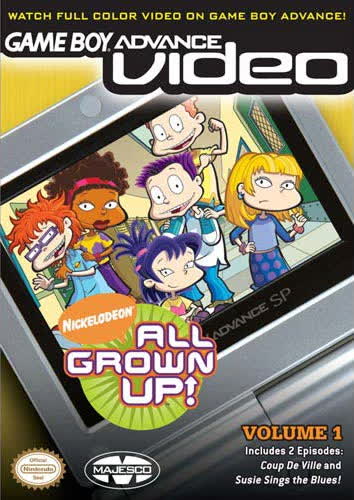 WATCH FULL COLOR VIDEO ON GAME BOY ADVANCE!
GAME BOY ADVANCE
Video
ADVANCE SP
NICKELODEON
ALL
GROWN
UP!
VOLUME 1
Includes 2 Episodes:
Coup De Ville and
Susie Sings the Blues!
Official
Nintendo
Seal
MAJESCO